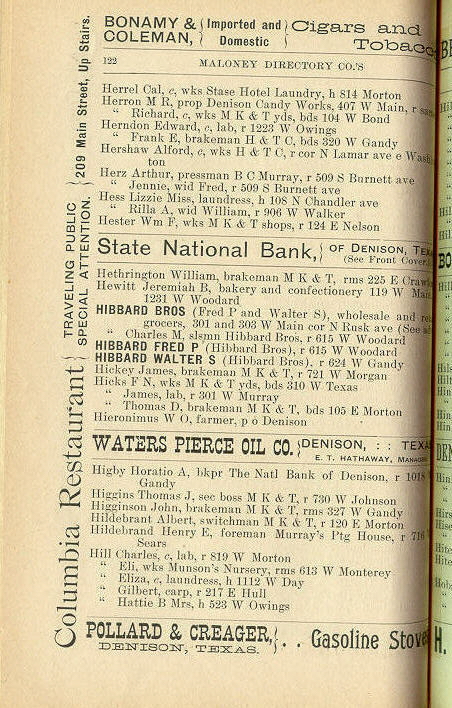 BONAMY & COLEMAN, { Imported and Domestic } Cigars and Tobacco
122 MALONEY DIRECTORY CO.'S
Herrel Cal, c, wks Stase Hotel Laundry, h 814 Morton
Herron M R, prop Denison Candy Works, 407 W Main, r
" Richard, c, wks M K & T yds, bds 104 W Bond
Herndon Edward, c, lab, r 1223 W Owings
" Frank E, brakeman H & T C, bds 320 W Gandy
Hershaw Alford, c, wks H & T C, r cor N Lamar ave e Wash
ton
Herz Arthur, pressman B C Murray, r 509 S Burnett ave
" Jennie, wid Fred, r 509 S Burnett ave
Hess Lizzie Miss, laundress, h 108 N Chandler ave
" Rilla A, wid William, r 906 W Walker
Hester Wm F, wks M K & T shops, r 124 E Nelson
State National Bank, } OF DENISON, TEX
(See Front Cover.
Hethrington William, brakeman M K & T, rms 225 E Craw
Hewitt Jeremiah B, bakery and confectionery 119 W Main
1231 W Woodard
HIBBARD BROS (Fred P and Walter S), wholesale and re
grocers, 301 and 303 W Main cor N Rusk ave (See
" Charles M, slsmn Hibbard Bros, r 615 W Woodard
HIBBARD FRED P (Hibbard Bros), r 615 W Woodard
HIBBARD WALTER S (Hibbard Bros), r 624 W Gandy
Hickey James, brakeman M K & T, r 721 W Morgan
Hicks F N, wks M K & T yds, bds 310 W Texas
" James, lab, r 301 W Murray
" Thomas D, brakeman M K & T, bds 105 E Morton
Hieronimus W O, farmer, p o Denison
WATERS PIERCE OIL CO. } DENISON, : : TEXA
E. T. HATHAWAY, MANAGER
Higby Horatio A, bkpr The Natl Bank of Denison, r 1018
Gandy
Higgins Thomas J, sec boss M K & T, r 730 W Johnson
Higginson John, brakeman M K & T, rms 327 W Gandy
Hildebrant Albert, switchman M K & T, r 120 E Morton
Hildebrand Henry E, foreman Murray's Ptg House, r 716
Sears
Hill Charles, c, lab, r 819 W Morton
" Eli, wks Munson's Nursery, rms 613 W Monterey
" Eliza, c, laundress, h 1112 W Day
" Gilbert, carp, r 217 E Hull
" Hattie B Mrs, h 523 W Owings
POLLARD & CREAGER, } . . Gasoline Stove
DENISON, TEXAS.
Columbia Restaurant { TRAVELING PUBLIC SPECIAL ATTENTION. } 209 Main Street, Up Stairs.